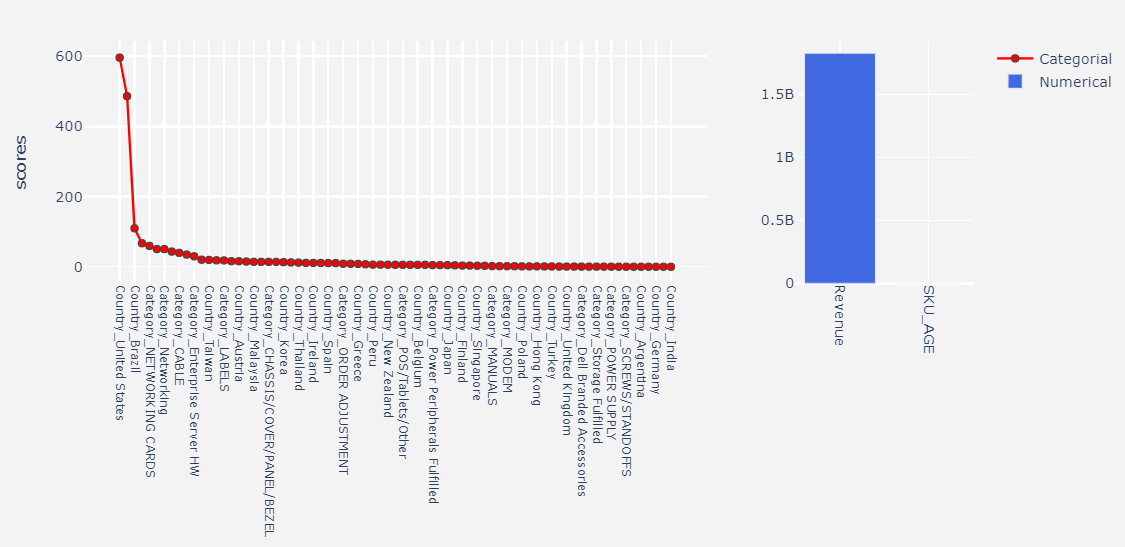 scores
600
400
200
0
Country_United States
Country_Brazil
Category_NETWORKING CARDS
Category_Networking
Category_CABLE
Category_Enterprise Server HW
Country_Taiwan
Category_LABELS
Country_Austria
Country_Malaysia
Category_CHASSIS/COVER/PANEL/BEZEL
Country_Korea
Country_Thailand
Country_Ireland
Country_Spain
Category_ORDER ADJUSTMENT
Country_Greece
Country_Peru
Country_New Zealand
Category_POS/Tablets/Other
Country_Belgium
Category_Power Peripherals Fulfilled
Country_Japan
Country_Finland
Country_Singapore
Category_MANUALS
Category_MODEM
Country_Poland
Country_Hong Kong
Country_Turkey
Country_United Kingdom
Category_Dell Branded Accessories
Category_Storage Fulfilled
Category_POWER SUPPLY
Category_SCREWS/STANDOFFS
Country_Argentina
Country_Germany
Country_India
1.5B
1B
0.5B
0
Revenue
SKU_AGE
Categorial
Numerical